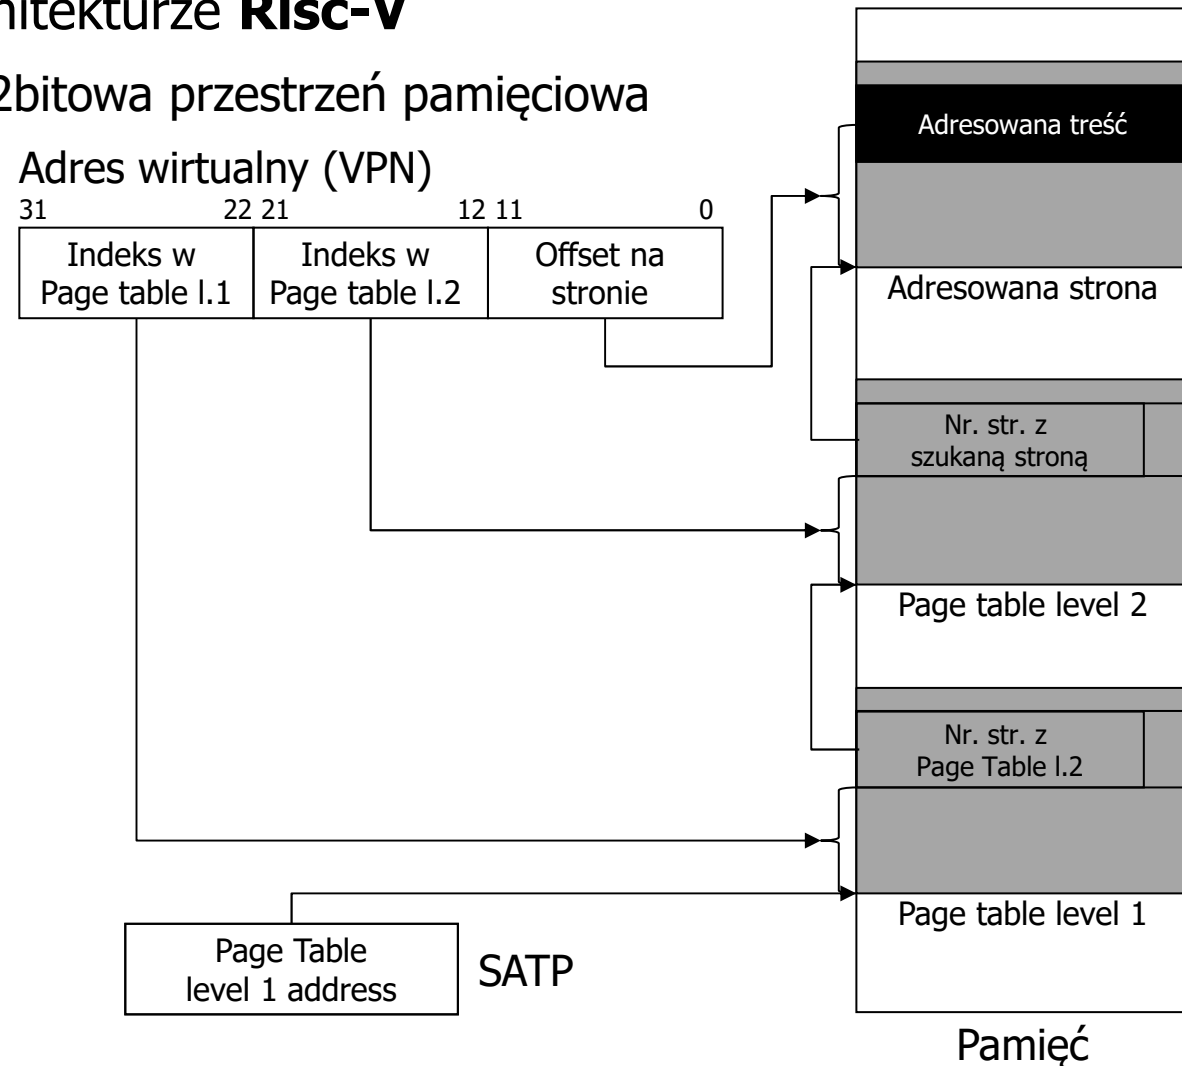 hitekturze Risc-V
2bitowa przestrzeń pamięciowa
Adres wirtualny (VPN)
31 22 21 12 11 0
Indeks w
Page table l.1
Indeks w
Page table l.2
Offset na
stronie
Adresowana treść
Adresowana strona
Nr. str. z
szukaną stroną
Page table level 2
Nr. str. z
Page Table l.2
Page table level 1
Page Table
level 1 address
SATP
Pamięć